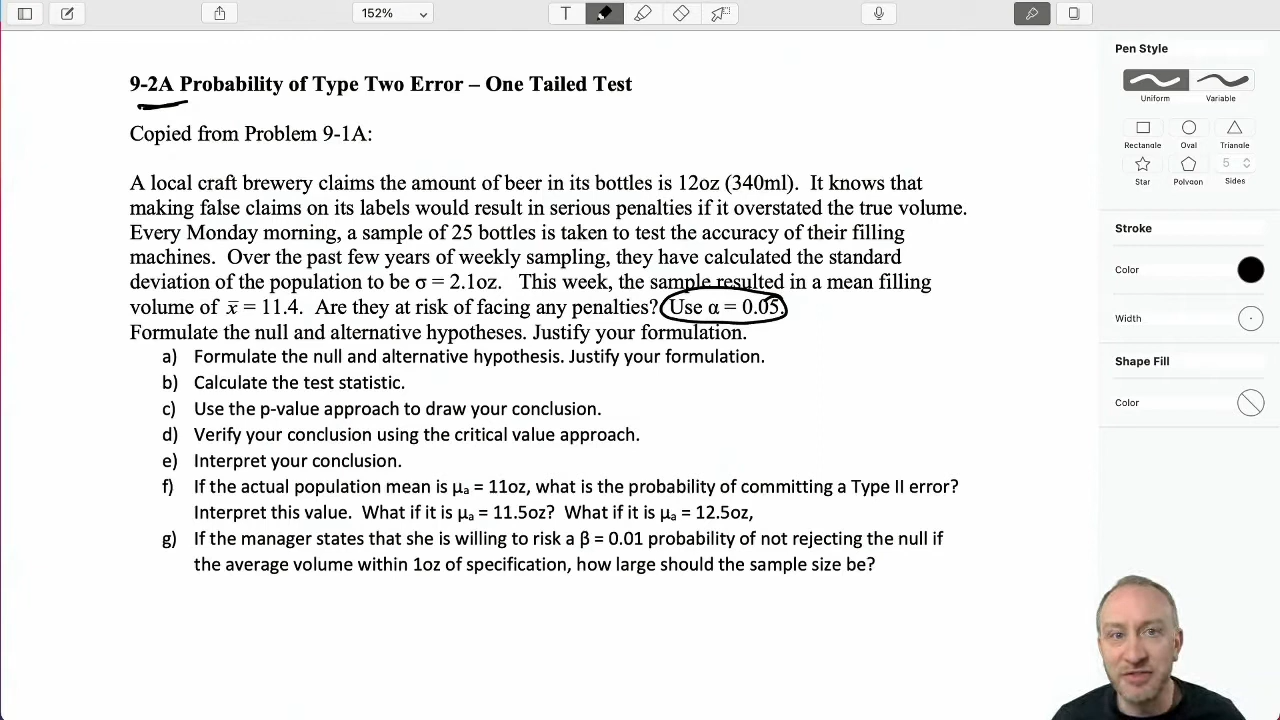 152%
T
9-2A Probability of Type Two Error – One Tailed Test
Copied from Problem 9-1A:
A local craft brewery claims the amount of beer in its bottles is 12oz (340ml). It knows that
making false claims on its labels would result in serious penalties if it overstated the true volume.
Every Monday morning, a sample of 25 bottles is taken to test the accuracy of their filling
machines. Over the past few years of weekly sampling, they have calculated the standard
deviation of the population to be σ = 2.1oz. This week, the sample resulted in a mean filling
volume of x̅ = 11.4. Are they at risk of facing any penalties? Use α = 0.05.
Formulate the null and alternative hypotheses. Justify your formulation.
a) Formulate the null and alternative hypothesis. Justify your formulation.
b) Calculate the test statistic.
c) Use the p-value approach to draw your conclusion.
d) Verify your conclusion using the critical value approach.
e) Interpret your conclusion.
f) If the actual population mean is μₐ = 11oz, what is the probability of committing a Type II error?
Interpret this value. What if it is μₐ = 11.5oz? What if it is μₐ = 12.5oz,
g) If the manager states that she is willing to risk a β = 0.01 probability of not rejecting the null if
the average volume within 1oz of specification, how large should the sample size be?
Pen Style
Uniform Variable
Rectangle Oval Triangle
5
Star Polygon Sides
Stroke
Color
Width
Shape Fill
Color